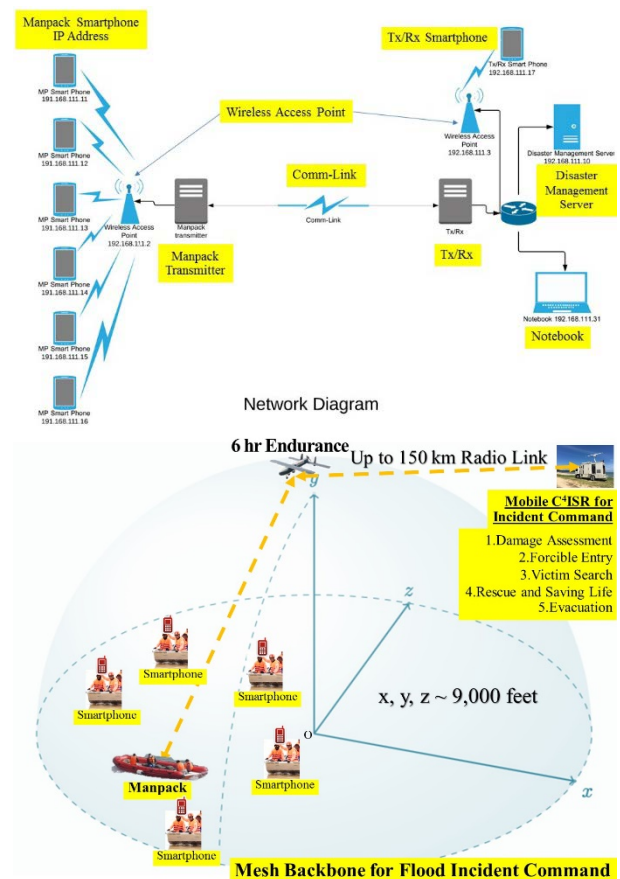 Manpack Smartphone
IP Address
MP Smart Phone
191.168.111.11
MP Smart Phone
191.168.111.12
MP Smart Phone
191.168.111.13
MP Smart Phone
191.168.111.14
MP Smart Phone
191.168.111.15
MP Smart Phone
191.168.111.16
Wireless Access
Point
192.168.1\1.2
Manpack
transmitter
Manpack
Transmitter
Wireless Access Point
Comm-Link
Comm-Link
Tx/Rx Smartphone
Tx/Rx Smart Phone
192.168.111.17
Wireless Access
Point
192.168.111.3
Tx/Rx
Tx/Rx
Disaster Management Server
192.168.111.10
Disaster
Management
Server
Notebook 192.168.111.31
Notebook
Network Diagram
6 hr Endurance
Up to 150 km Radio Link
Mobile C⁴ISR for
Incident Command
1.Damage Assessment
2.Forcible Entry
3.Victim Search
4.Rescue and Saving Life
5.Evacuation
y
z
x, y, z ~ 9,000 feet
O
x
Smartphone
Smartphone
Smartphone
Smartphone
Manpack
Smartphone
Mesh Backbone for Flood Incident Command